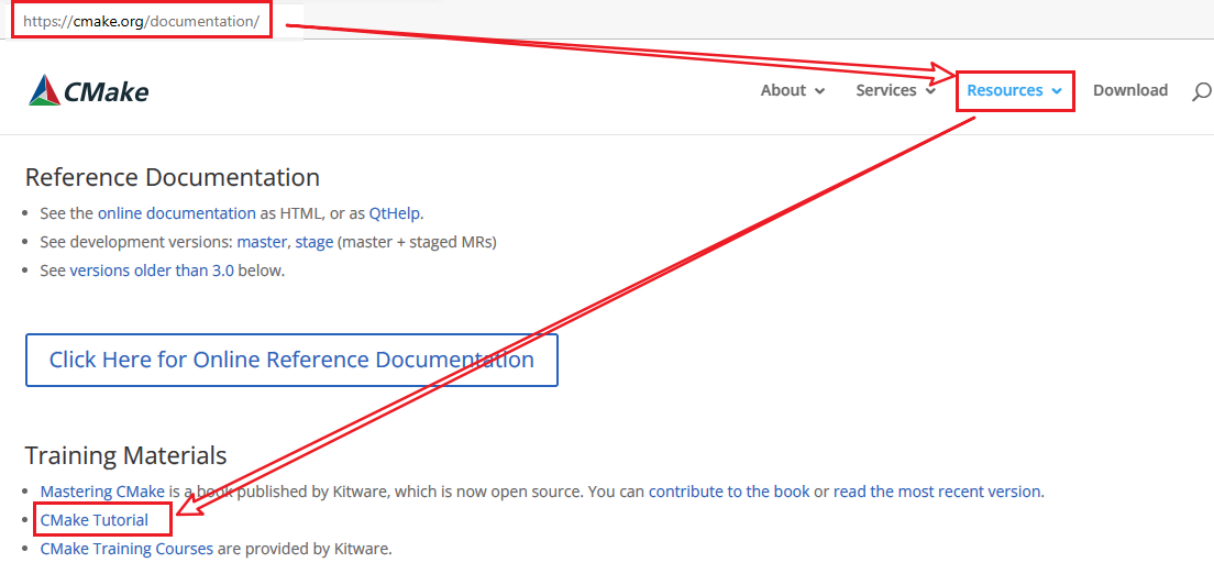 https://cmake.org/documentation/
CMake
About Services Resources Download
Reference Documentation
See the online documentation as HTML, or as QtHelp.
See development versions: master, stage (master + staged MRs)
See versions older than 3.0 below.
Click Here for Online Reference Documentation
Training Materials
Mastering CMake is a book published by Kitware, which is now open source. You can contribute to the book or read the most recent version.
CMake Tutorial
CMake Training Courses are provided by Kitware.